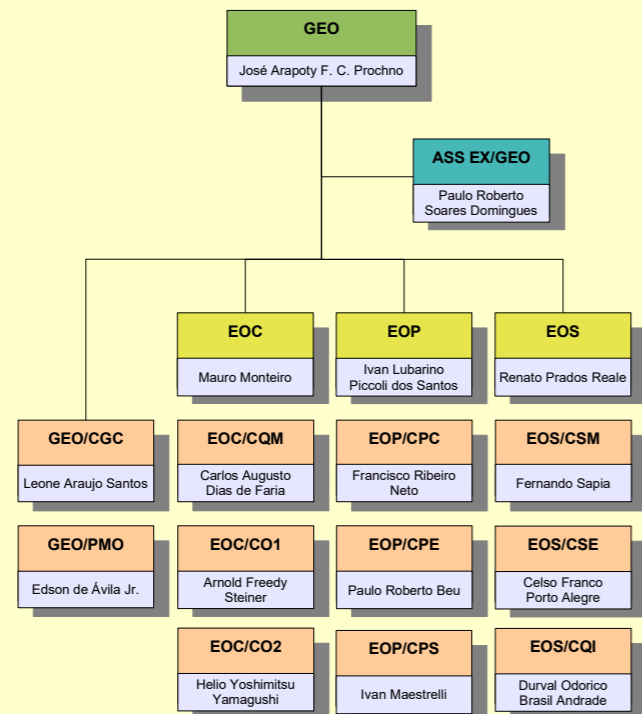 GEO
José Arapoty F. C. Prochno
ASS EX/GEO
Paulo Roberto
Soares Domingues
EOC
Mauro Monteiro
EOP
Ivan Lubarino
Piccoli dos Santos
EOS
Renato Prados Reale
GEO/CGC
Leone Araujo Santos
EOC/CQM
Carlos Augusto
Dias de Faria
EOP/CPC
Francisco Ribeiro
Neto
EOS/CSM
Fernando Sapia
GEO/PMO
Edson de Ávila Jr.
EOC/CO1
Arnold Freedy
Steiner
EOP/CPE
Paulo Roberto Beu
EOS/CSE
Celso Franco
Porto Alegre
EOC/CO2
Helio Yoshimitsu
Yamagushi
EOP/CPS
Ivan Maestrelli
EOS/CQI
Durval Odorico
Brasil Andrade